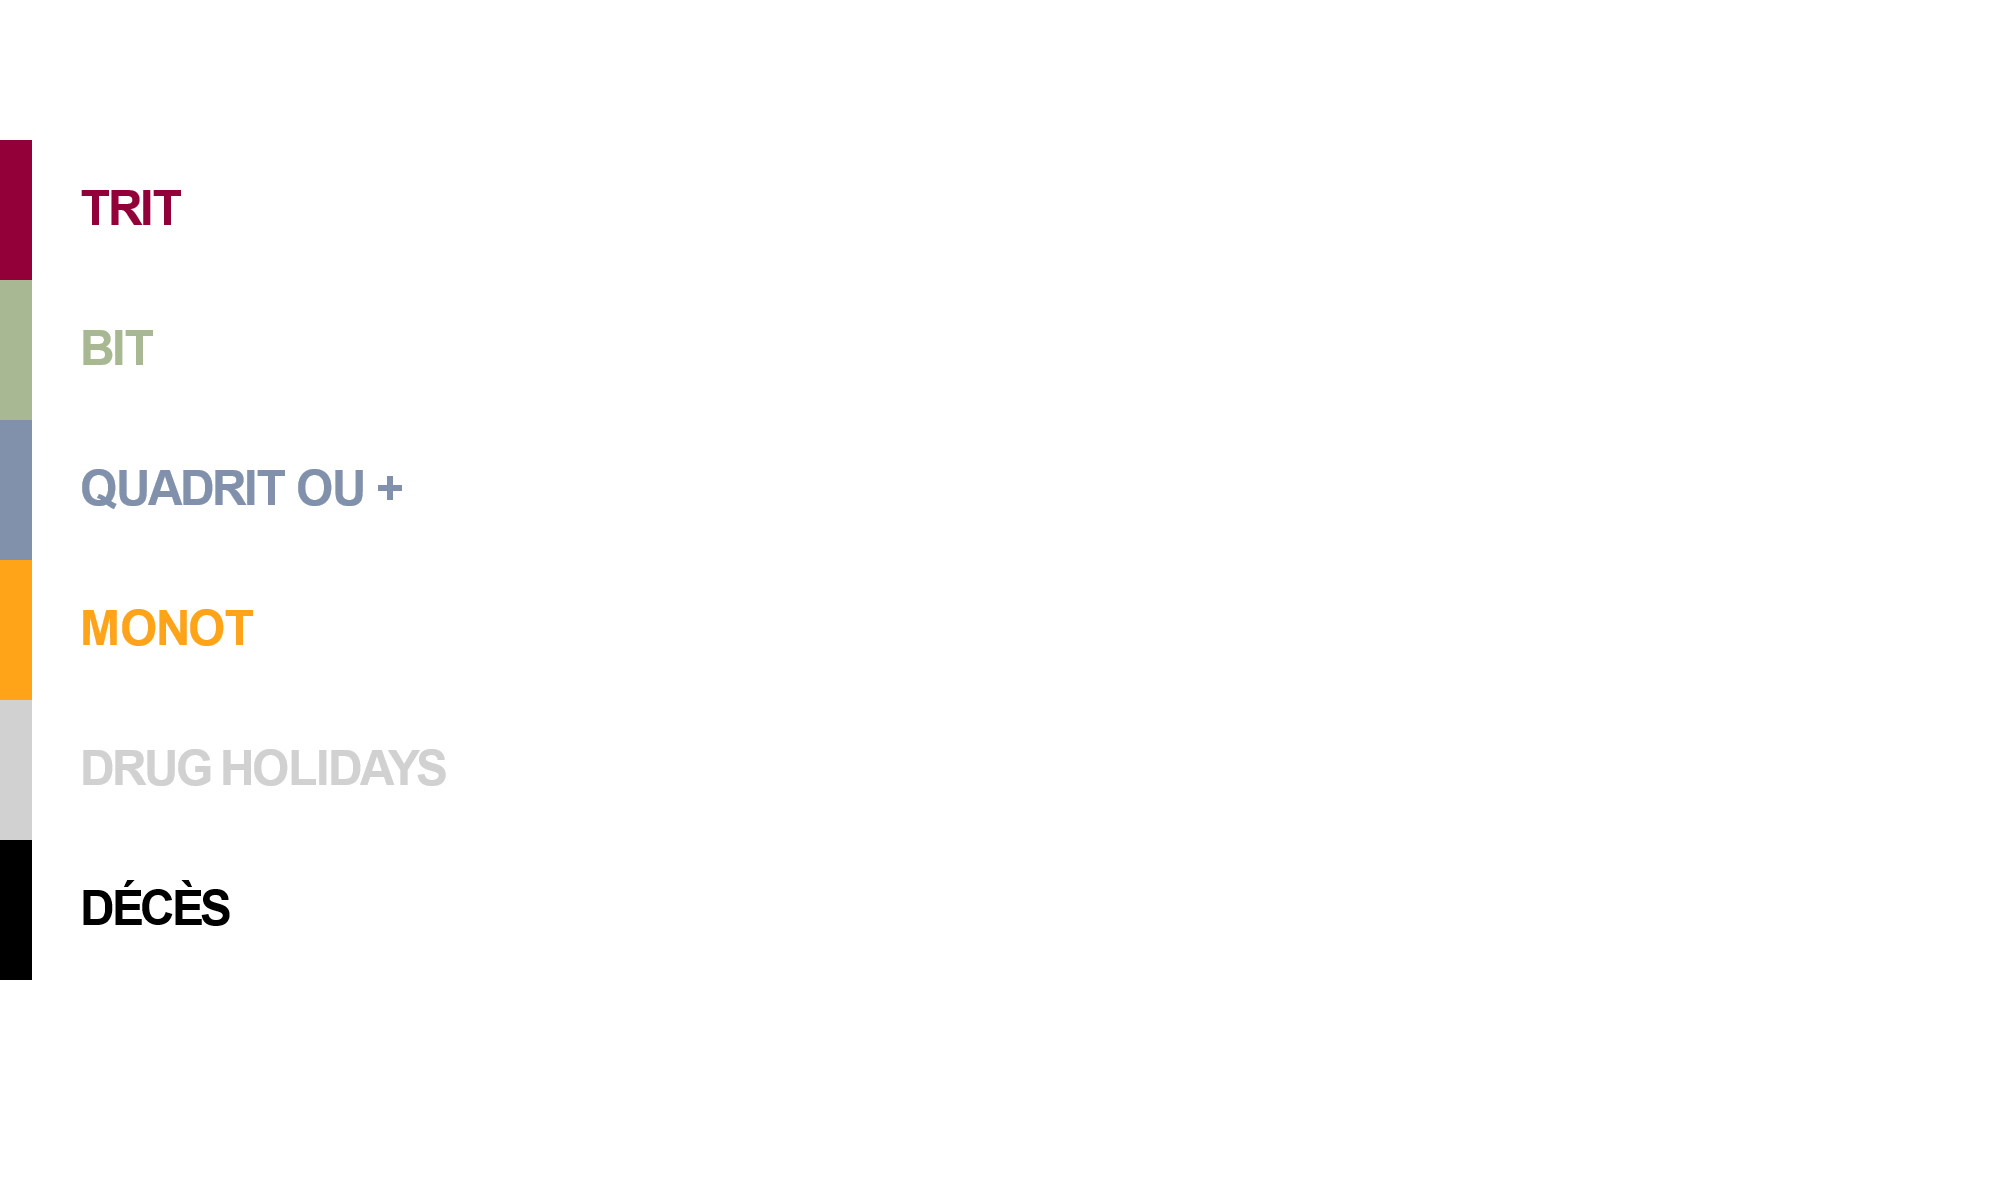 TRIT
BIT
QUADRIT OU +
MONOT
DRUG HOLIDAYS
DÉCÈS